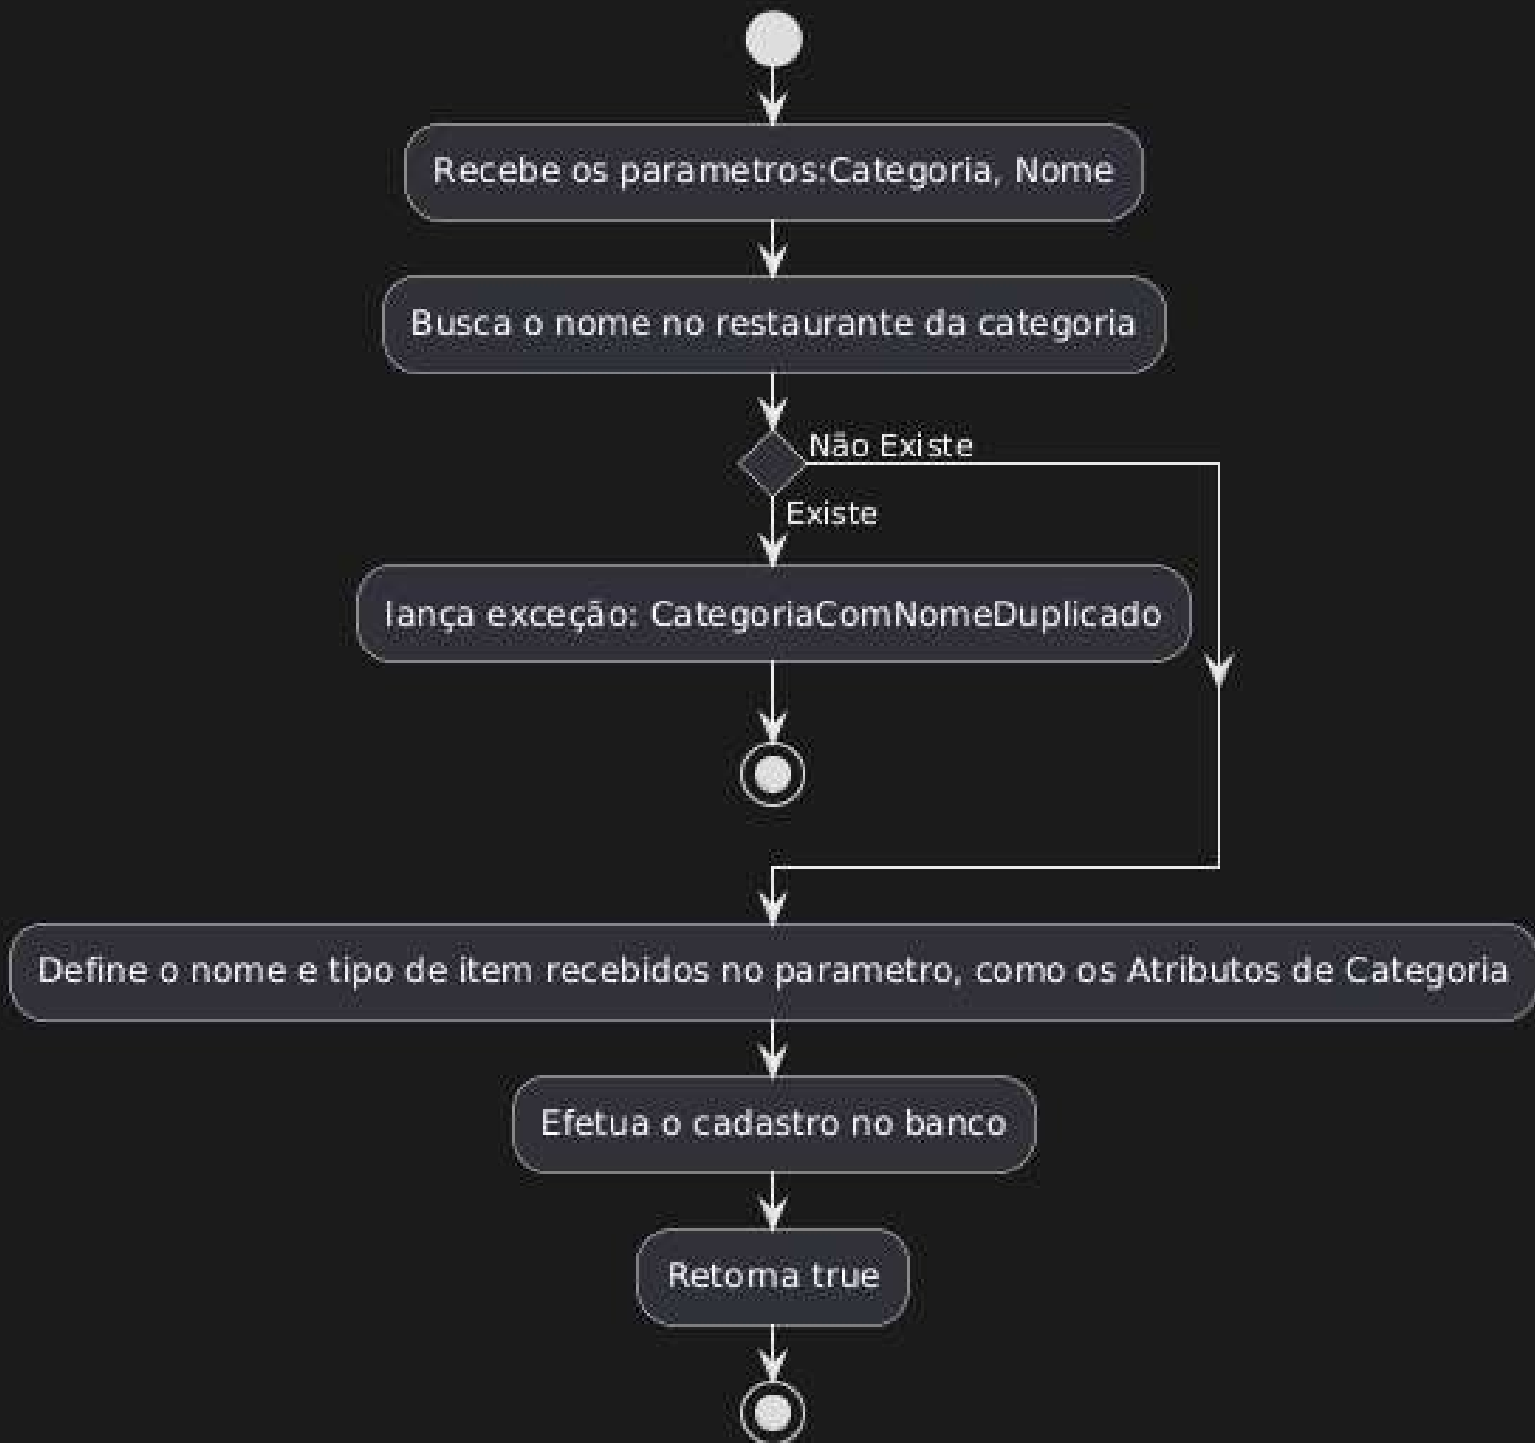 Recebe os parametros:Categoria, Nome
Busca o nome no restaurante da categoria
Não Existe
Existe
lança exceção: CategoriaComNomeDuplicado
Define o nome e tipo de item recebidos no parametro, como os Atributos de Categoria
Efetua o cadastro no banco
Retorna true